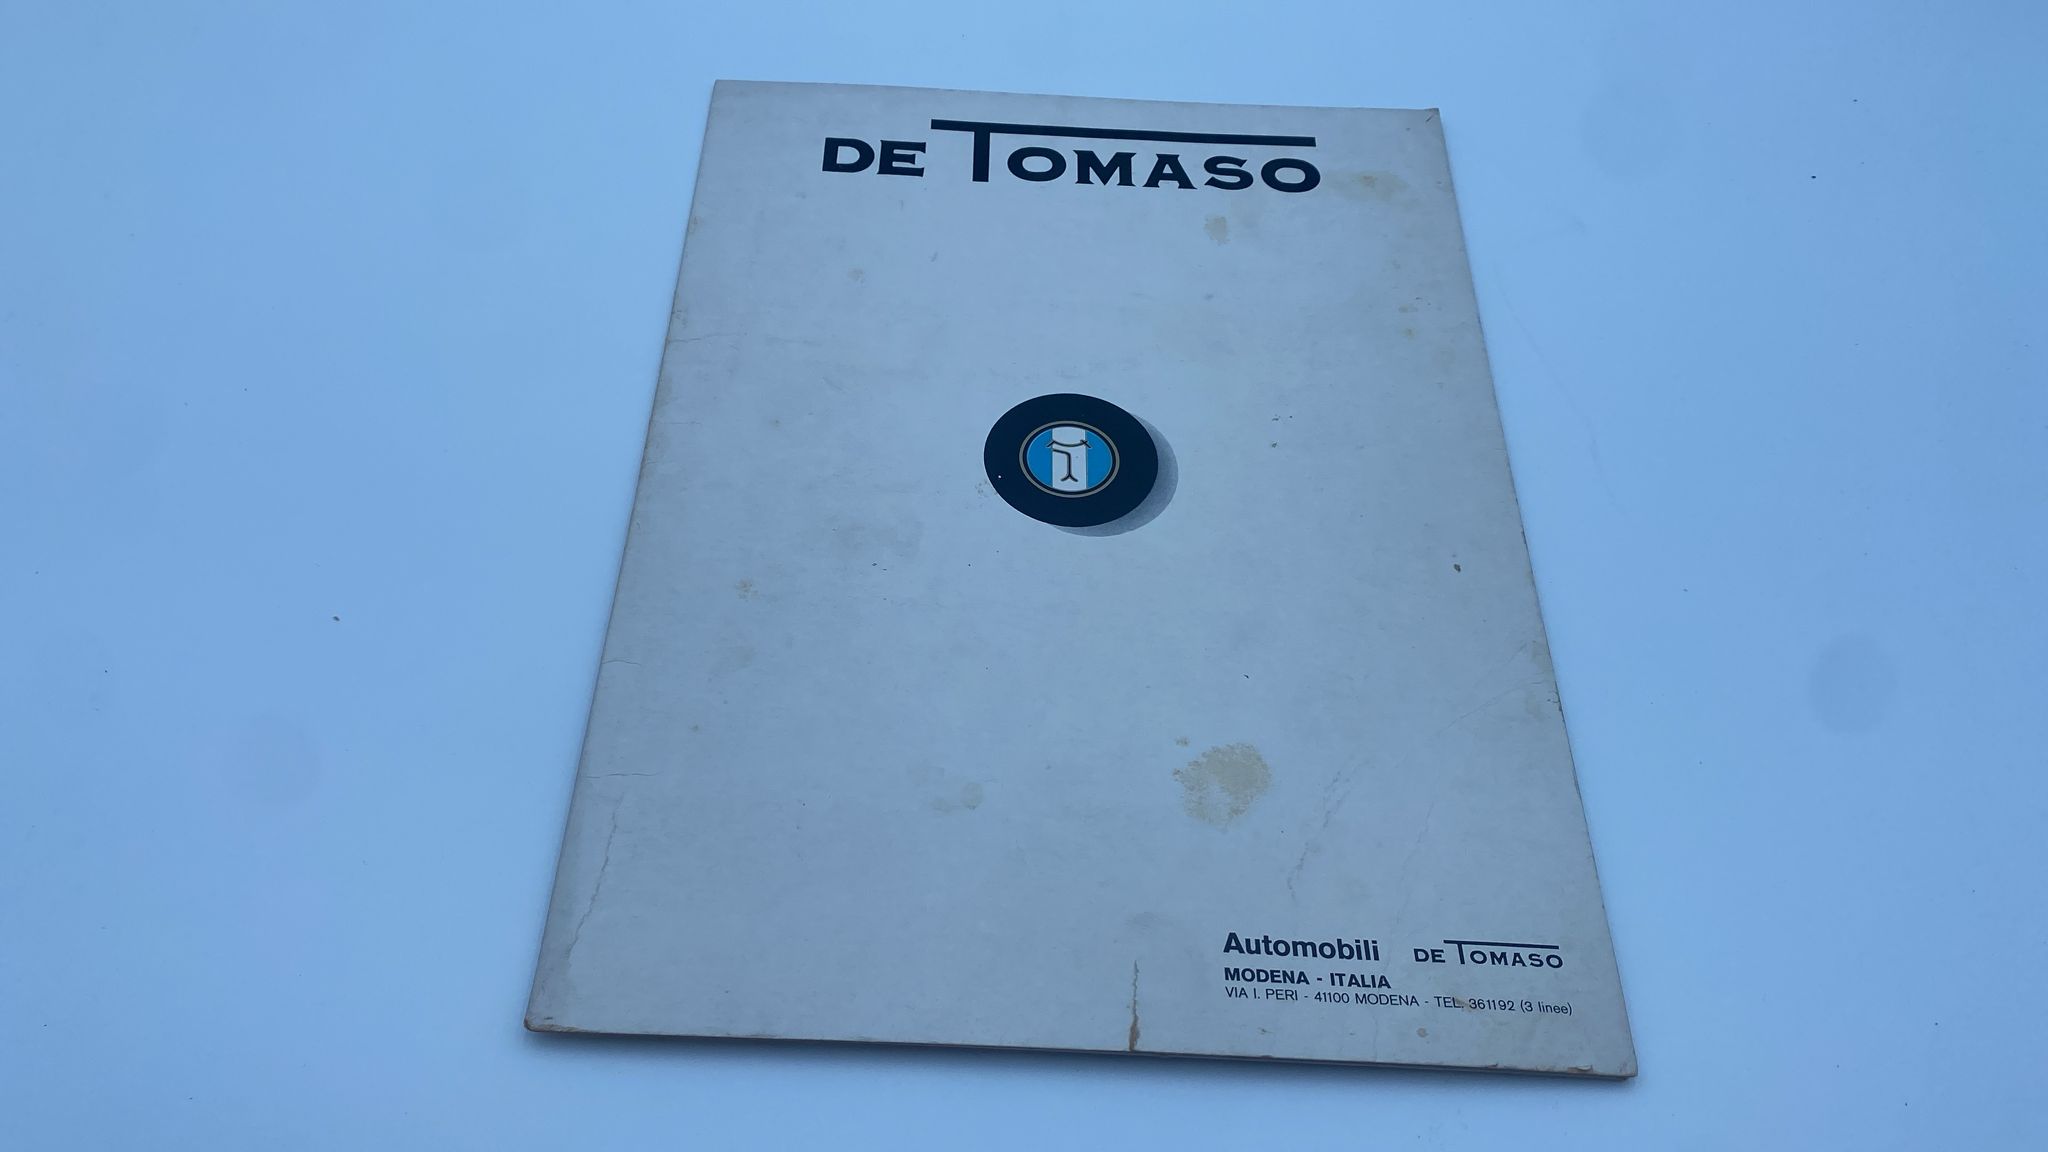 DE TOMASO
Automobili DE TOMASO
MODENA - ITALIA
VIA I. PERI - 41100 MODENA - TEL. 361192 (3 linee)